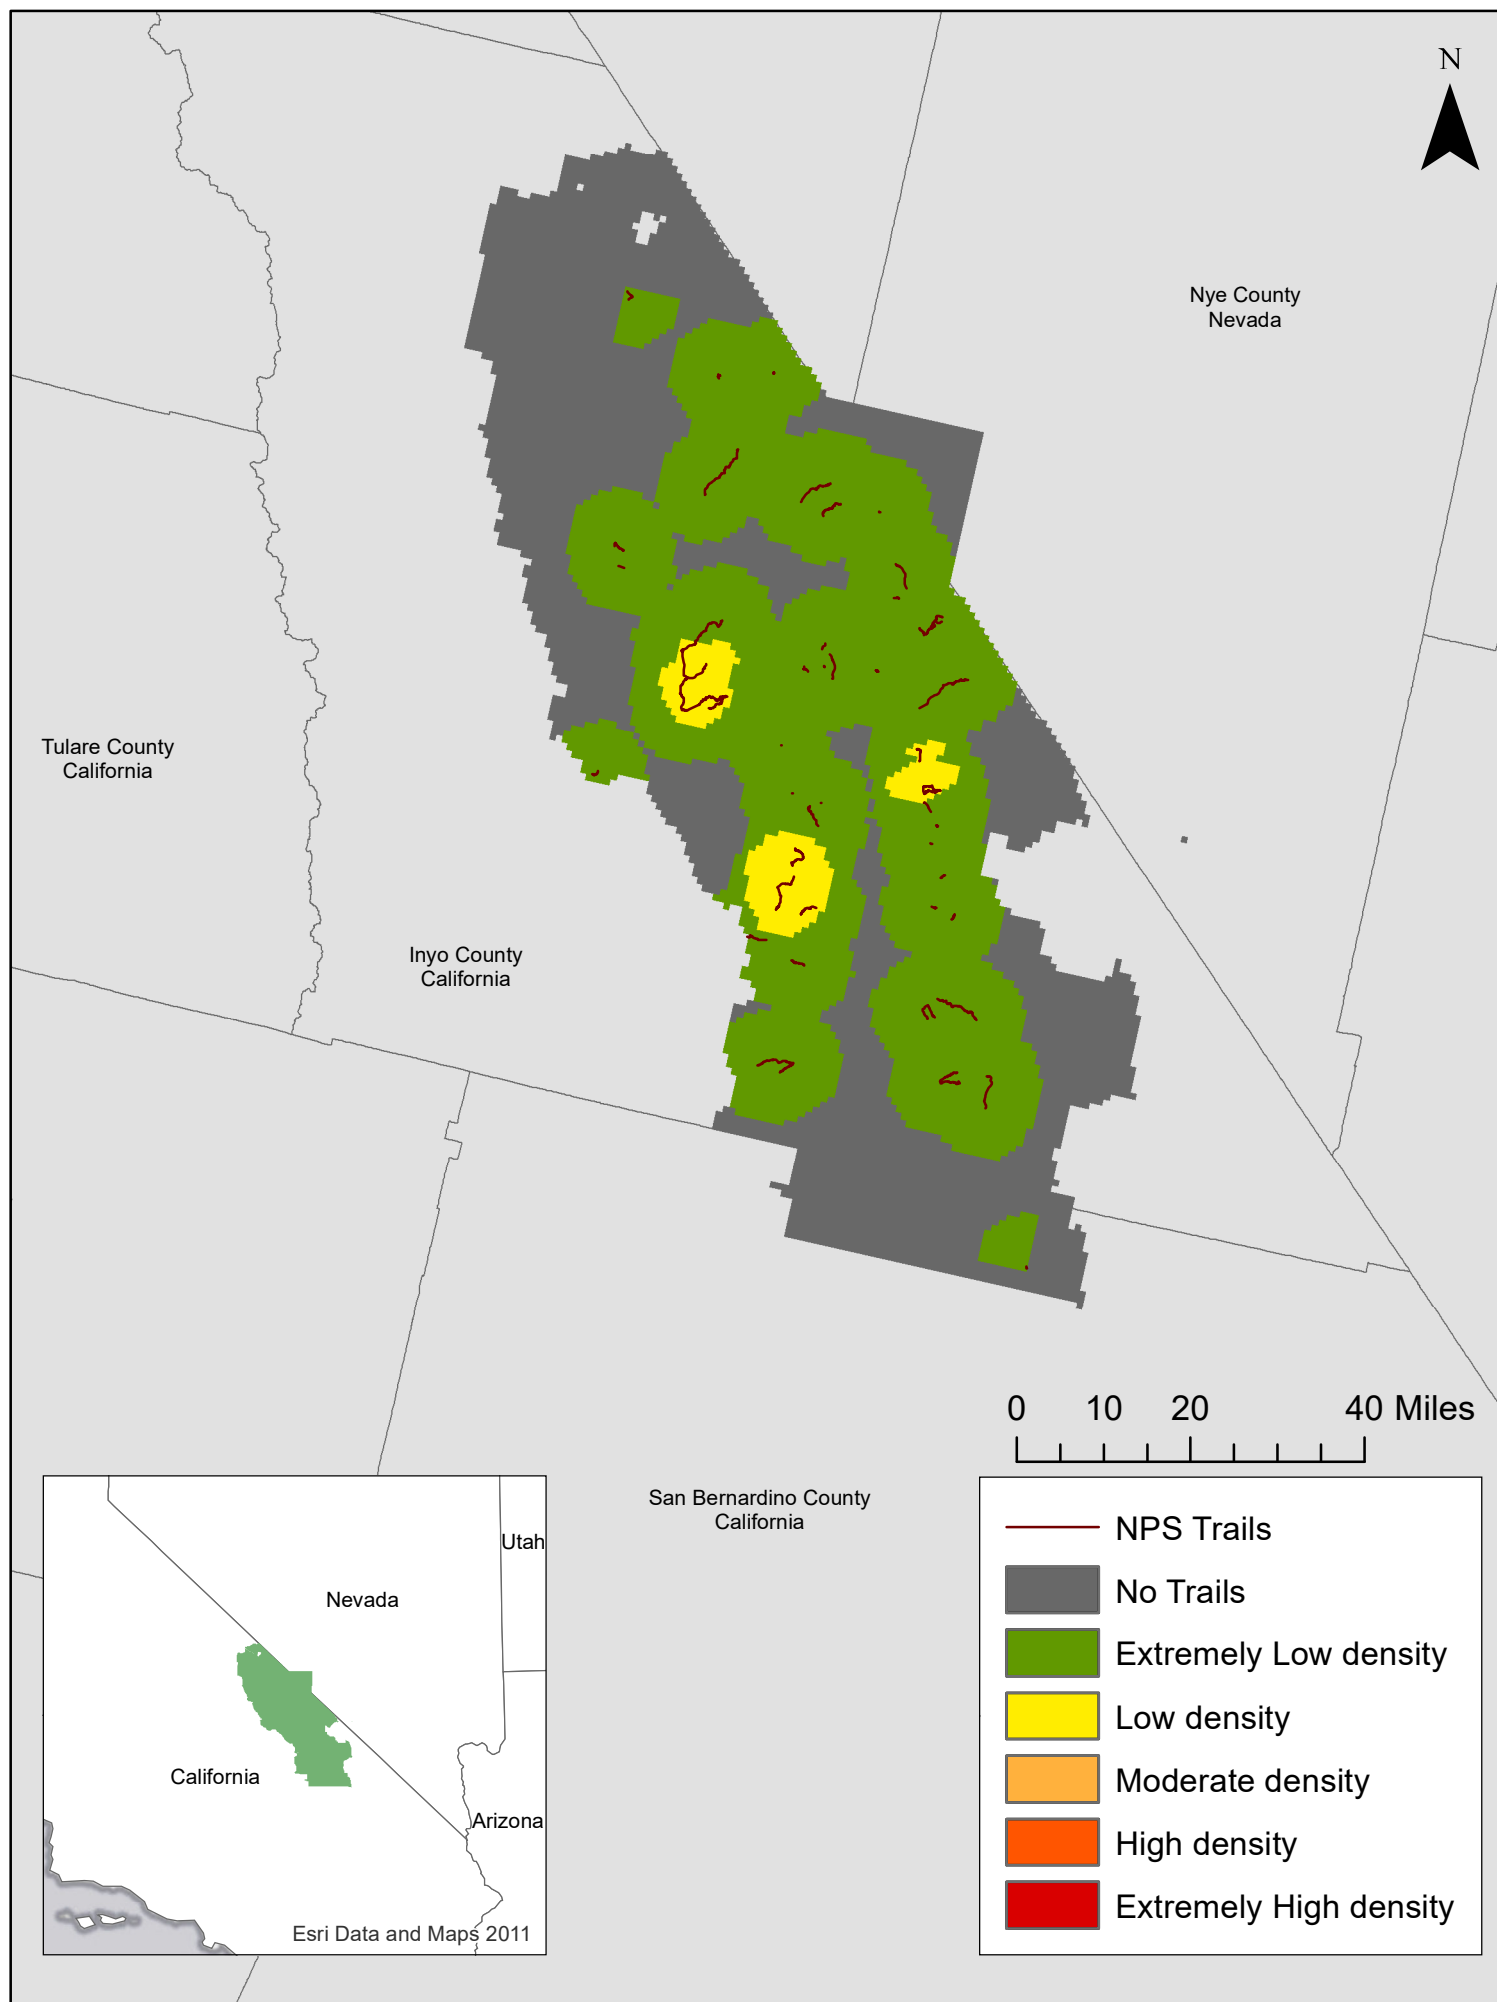 N
Nye County
Nevada
Tulare County
California
Inyo County
California
0 10 20 40 Miles
San Bernardino County
California
NPS Trails
No Trails
Extremely Low density
Low density
Moderate density
High density
Extremely High density
Utah
Nevada
California
Arizona
Esri Data and Maps 2011